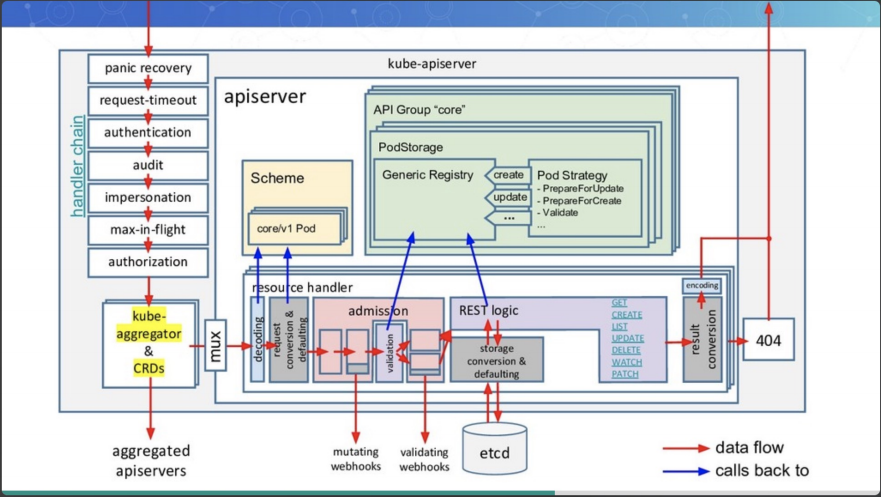 kube-apiserver
panic recovery
request-timeout
authentication
audit
impersonation
max-in-flight
authorization
handler chain
kube-
aggregator
&
CRDs
aggregated
apiservers
mux
apiserver
Scheme
core/v1 Pod
API Group “core”
PodStorage
Generic Registry
create
update
...
Pod Strategy
- PrepareForUpdate
- PrepareForCreate
- Validate
...
resource handler
decoding
request
conversion &
defaulting
admission
validation
mutating
webhooks
validating
webhooks
REST logic
storage
conversion &
defaulting
etcd
GET
CREATE
LIST
UPDATE
DELETE
WATCH
PATCH
encoding
result
conversion
404
data flow
calls back to